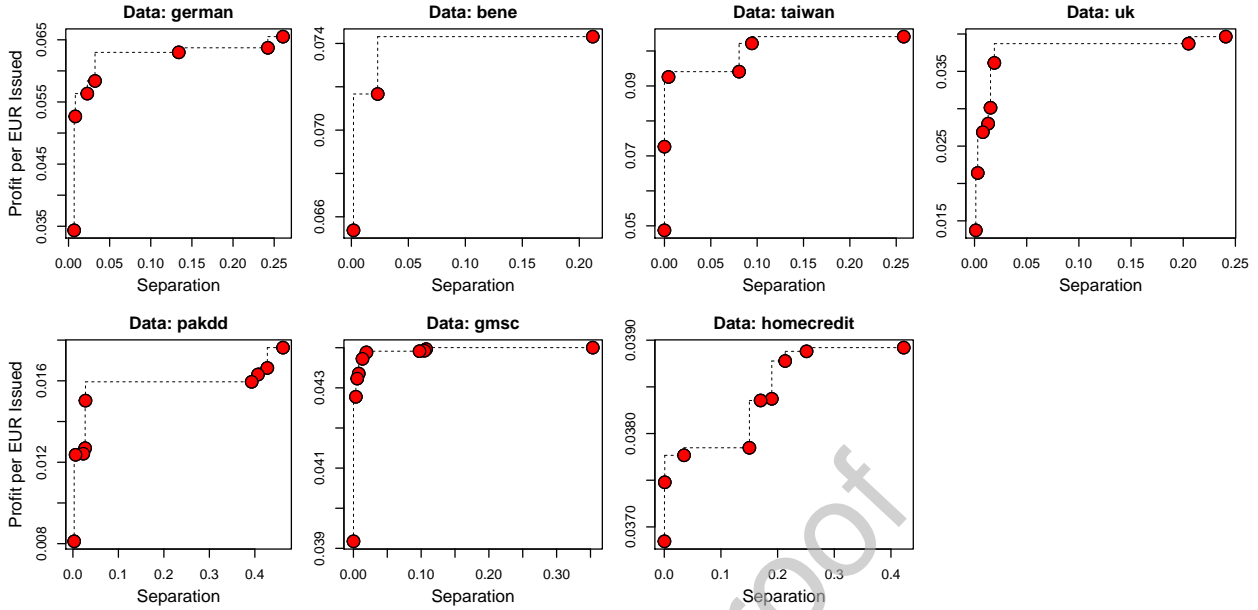 Data: german
Data: bene
Data: taiwan
Data: uk
Profit per EUR Issued
0.065
0.055
0.045
0.035
0.074
0.070
0.066
0.09
0.07
0.05
0.035
0.025
0.015
0.00 0.05 0.10 0.15 0.20 0.25
0.00 0.05 0.10 0.15 0.20
0.00 0.05 0.10 0.15 0.20 0.25
0.00 0.05 0.10 0.15 0.20 0.25
Separation
Separation
Separation
Separation
Data: pakdd
Data: gmsc
Data: homecredit
Profit per EUR Issued
0.016
0.012
0.008
0.043
0.041
0.039
0.0390
0.0380
0.0370
0.0 0.1 0.2 0.3 0.4
0.00 0.10 0.20 0.30
0.0 0.1 0.2 0.3 0.4
Separation
Separation
Separation
roof